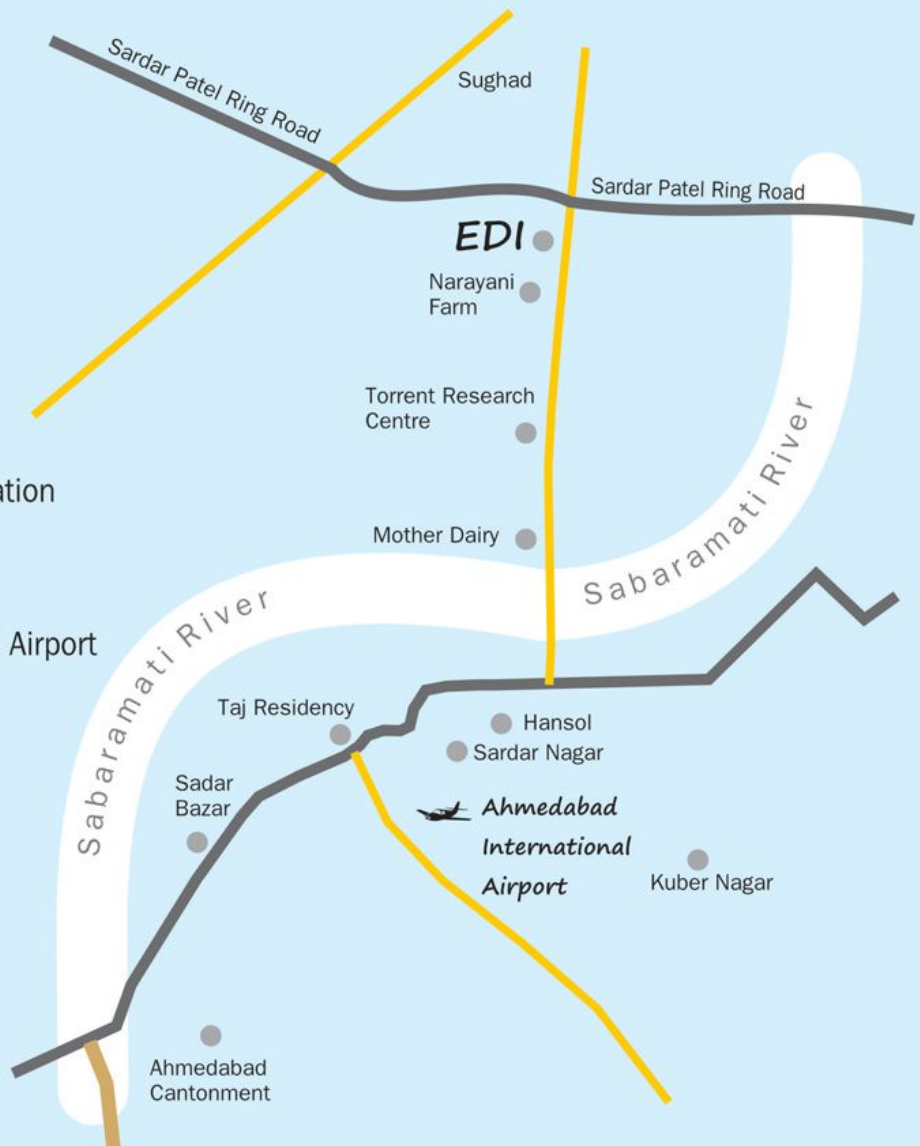 Sardar Patel Ring Road
Sughad
Sardar Patel Ring Road
EDI
Narayani
Farm
Torrent Research
Centre
ation
Mother Dairy
Sabaramati River
Sabaramati River
Airport
Taj Residency
Hansol
Sardar Nagar
Sadar
Bazar
Ahmedabad
International
Airport
Kuber Nagar
Ahmedabad
Cantonment